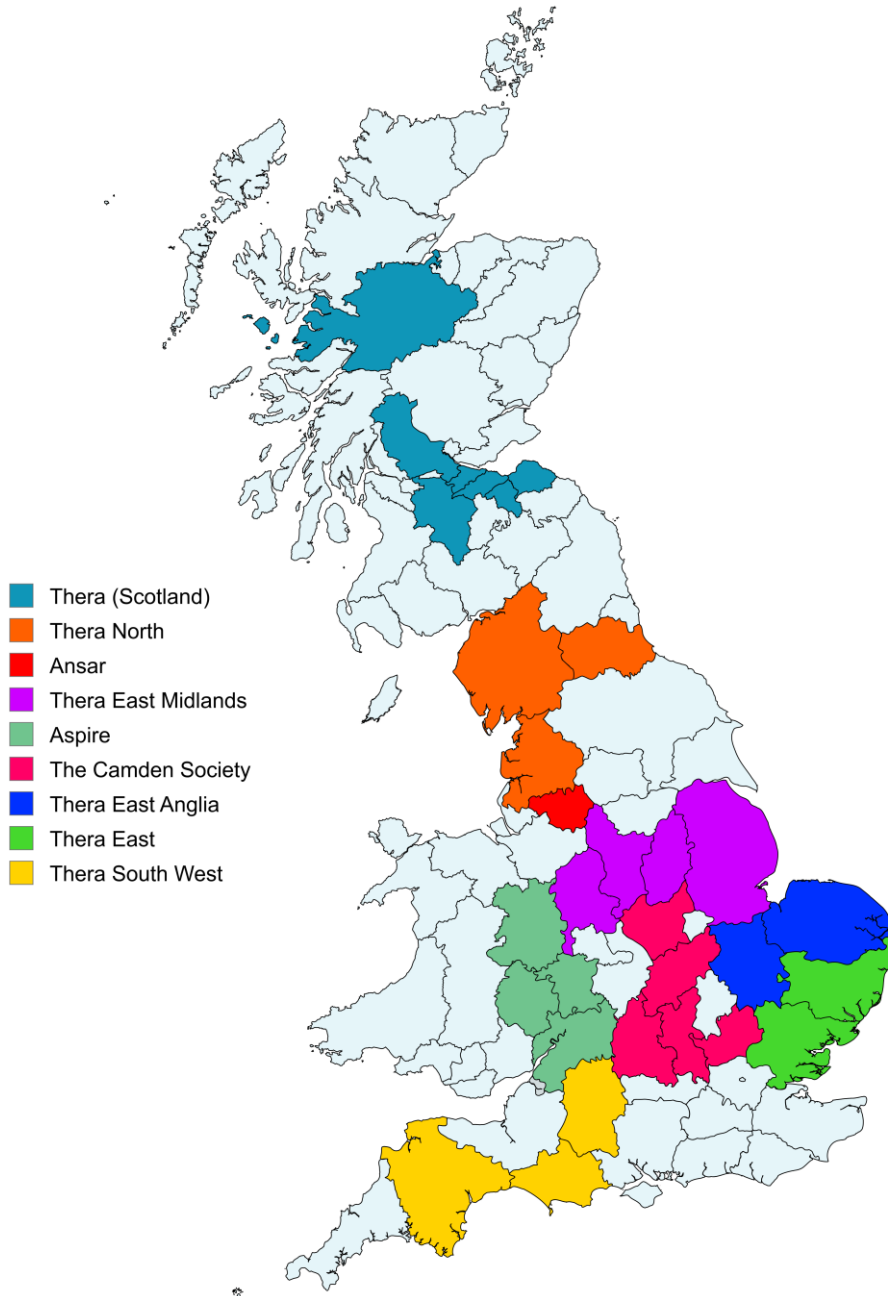 Thera (Scotland)
Thera North
Ansar
Thera East Midlands
Aspire
The Camden Society
Thera East Anglia
Thera East
Thera South West